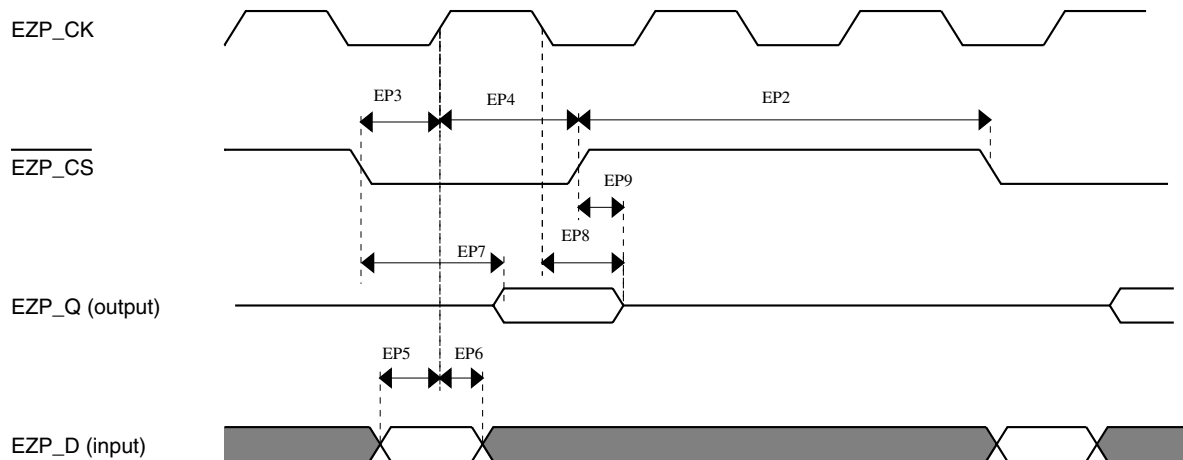 EZP_CK
EP3
EP4
EP2
EZP_CS
EP9
EP8
EP7
EZP_Q (output)
EP5
EP6
EZP_D (input)